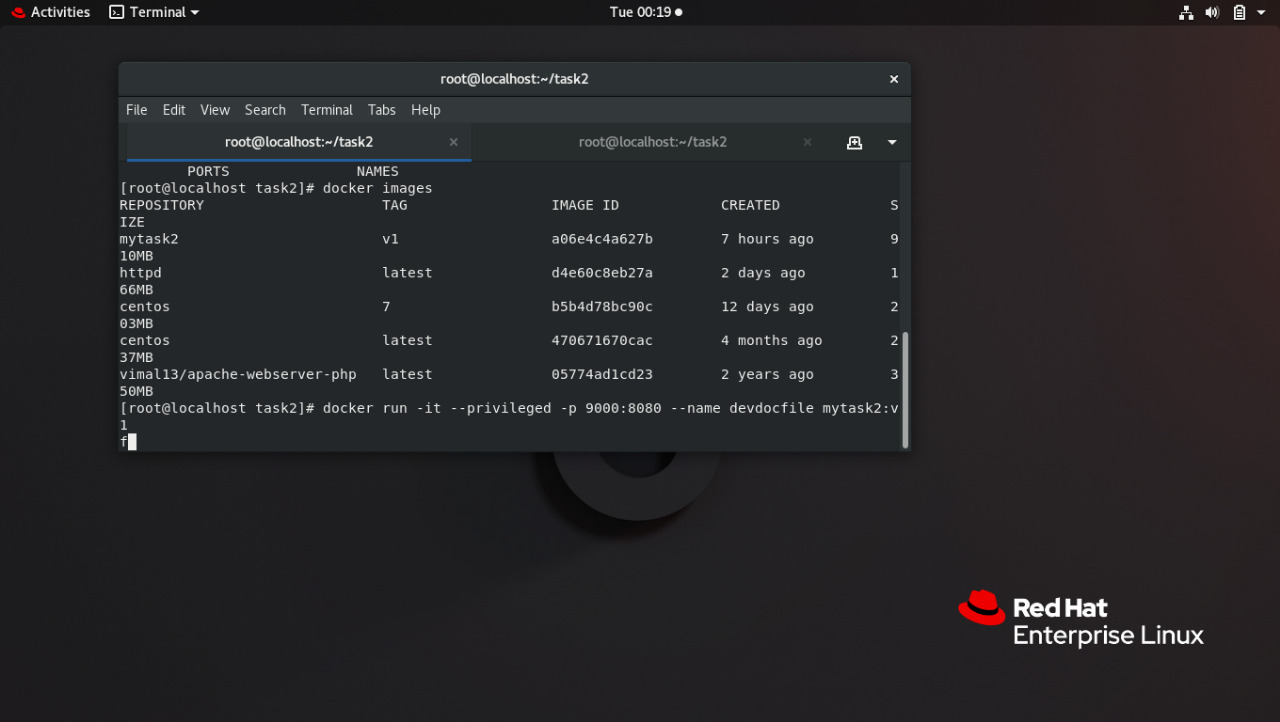 Activities Terminal Tue 00:19
root@localhost:~/task2
File Edit View Search Terminal Tabs Help
root@localhost:~/task2 root@localhost:~/task2
PORTS NAMES
[root@localhost task2]# docker images
REPOSITORY TAG IMAGE ID CREATED S
IZE
mytask2 v1 a06e4c4a627b 7 hours ago 9
10MB
httpd latest d4e60c8eb27a 2 days ago 1
66MB
centos 7 b5b4d78bc90c 12 days ago 2
03MB
centos latest 470671670cac 4 months ago 2
37MB
vimal13/apache-webserver-php latest 05774ad1cd23 2 years ago 3
50MB
[root@localhost task2]# docker run -it --privileged -p 9000:8080 --name devdocfile mytask2:v
1
f
Red Hat
Enterprise Linux